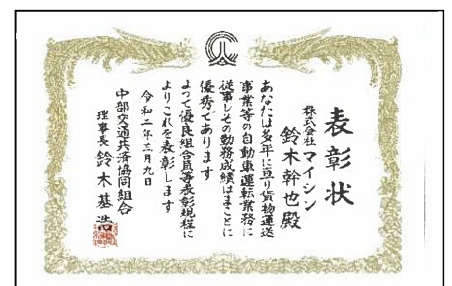 表彰状
株式会社マイシン
鈴木幹也殿
あなたは多年に亘り貨物運送
事業等の自動車運転業務に
従事しその勤務成績はまことに
優秀であります
よって優良組合員等表彰規程に
よりこれを表彰します
令和二年三月九日
中部交通共済協同組合
理事長 鈴木基浩